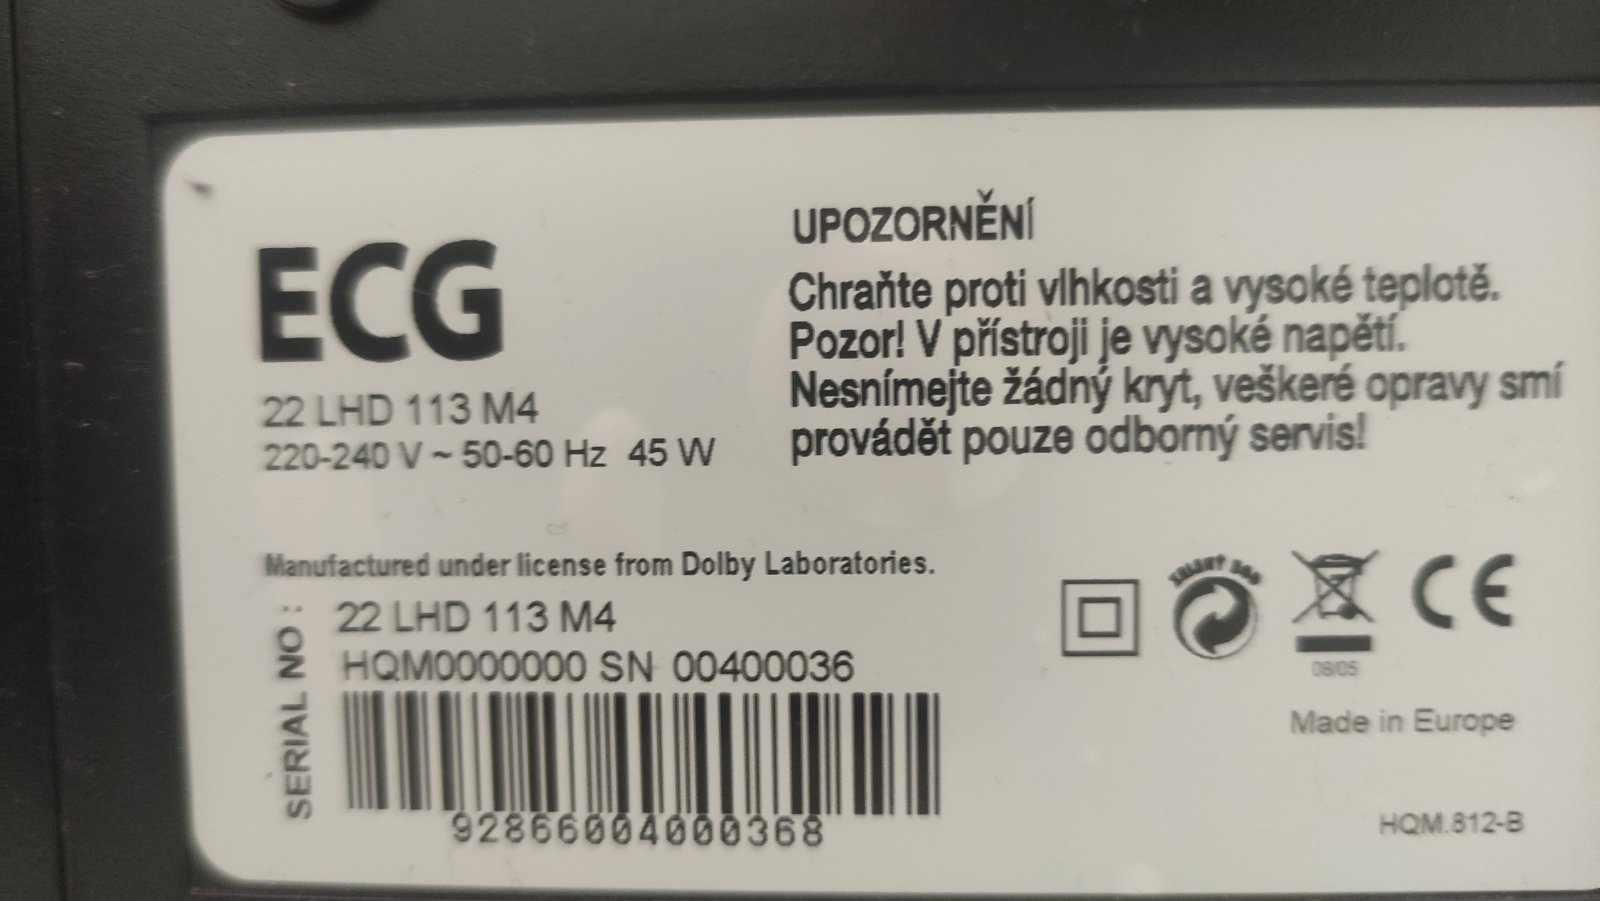 ECG
22 LHD 113 M4
220-240 V ~ 50-60 Hz 45 W
UPOZORNĚNÍ
Chraňte proti vlhkosti a vysoké teplotě.
Pozor! V přístroji je vysoké napětí.
Nesnímejte žádný kryt, veškeré opravy smí
provádět pouze odborný servis!
Manufactured under license from Dolby Laboratories.
SERIAL NO :
22 LHD 113 M4
HQM0000000 SN 00400036
92866004000368
08/05
CE
Made in Europe
HQM.812-B